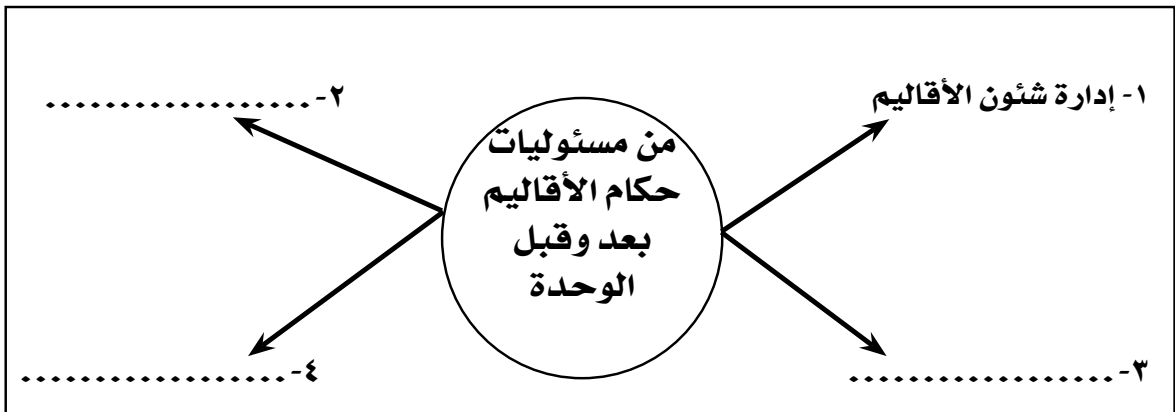 ١- إدارة شئون الأقاليم
٢- ..................
من مسئوليات
حكام الأقاليم
بعد وقبل
الوحدة
٣- ..................
٤- ..................